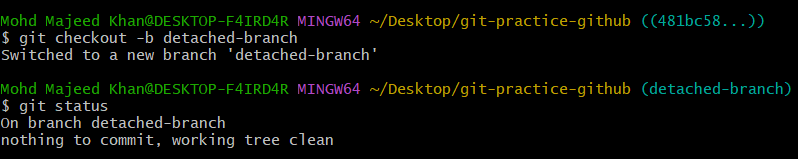 Mohd Majeed Khan@DESKTOP-F4IRD4R MINGW64 ~/Desktop/git-practice-github ((481bc58...))
$ git checkout -b detached-branch
Switched to a new branch 'detached-branch'
Mohd Majeed Khan@DESKTOP-F4IRD4R MINGW64 ~/Desktop/git-practice-github (detached-branch)
$ git status
On branch detached-branch
nothing to commit, working tree clean